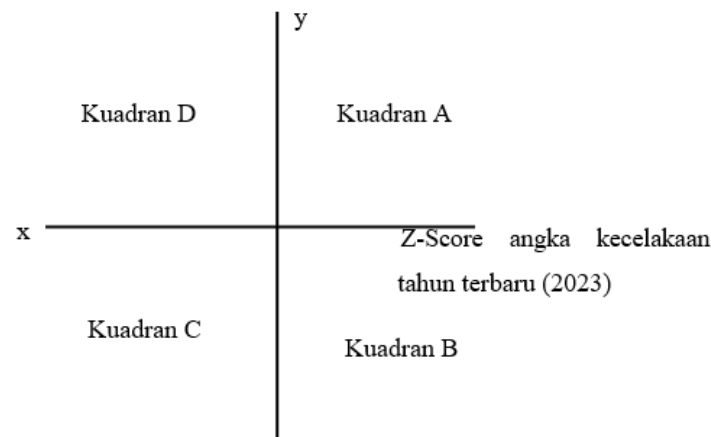 y
Kuadran D
Kuadran A
x
Z-Score angka kecelakaan
tahun terbaru (2023)
Kuadran C
Kuadran B